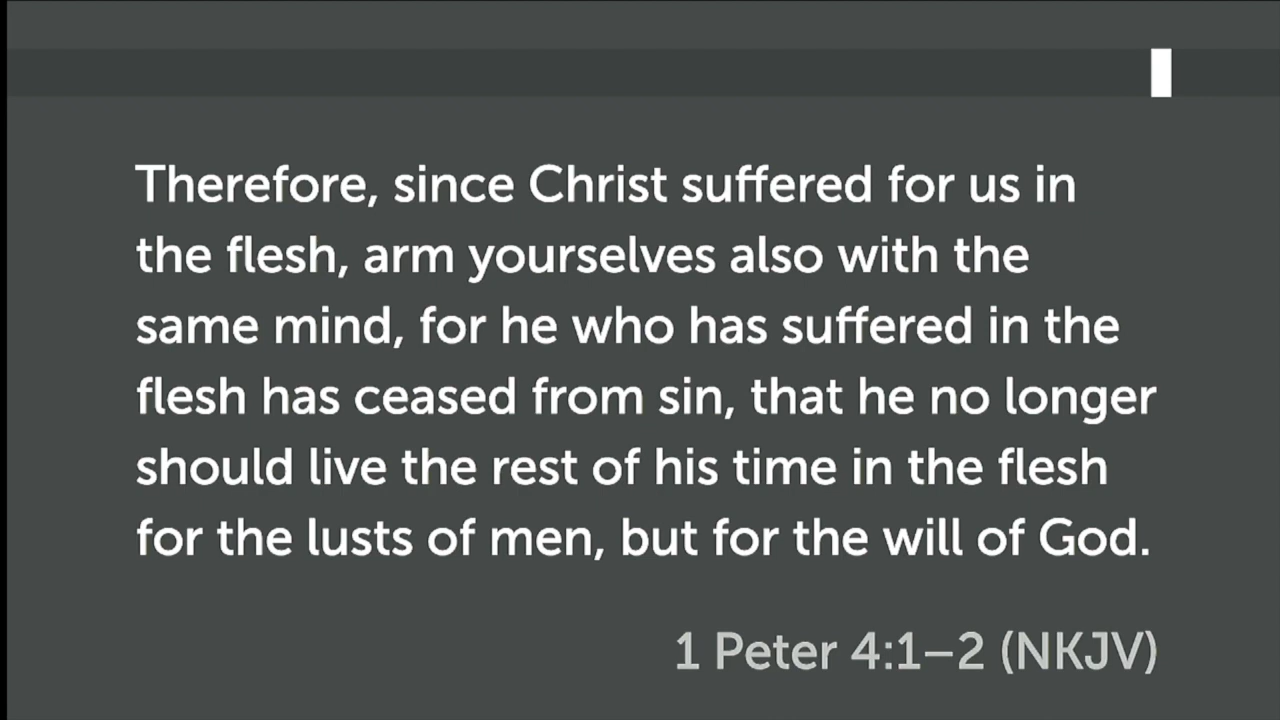 Therefore, since Christ suffered for us in
the flesh, arm yourselves also with the
same mind, for he who has suffered in the
flesh has ceased from sin, that he no longer
should live the rest of his time in the flesh
for the lusts of men, but for the will of God.
1 Peter 4:1–2 (NKJV)